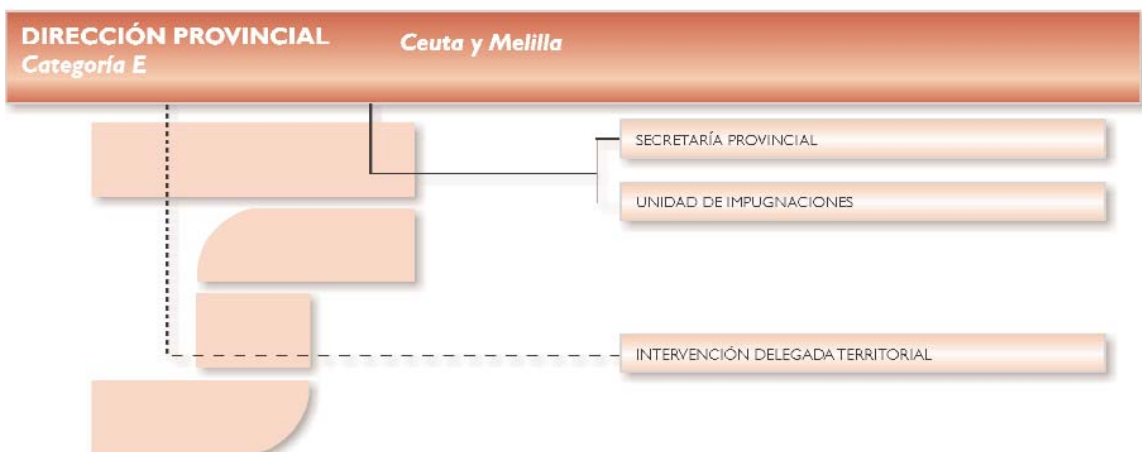 DIRECCIÓN PROVINCIAL
Categoría E
Ceuta y Melilla
SECRETARÍA PROVINCIAL
UNIDAD DE IMPUGNACIONES
INTERVENCIÓN DELEGADA TERRITORIAL